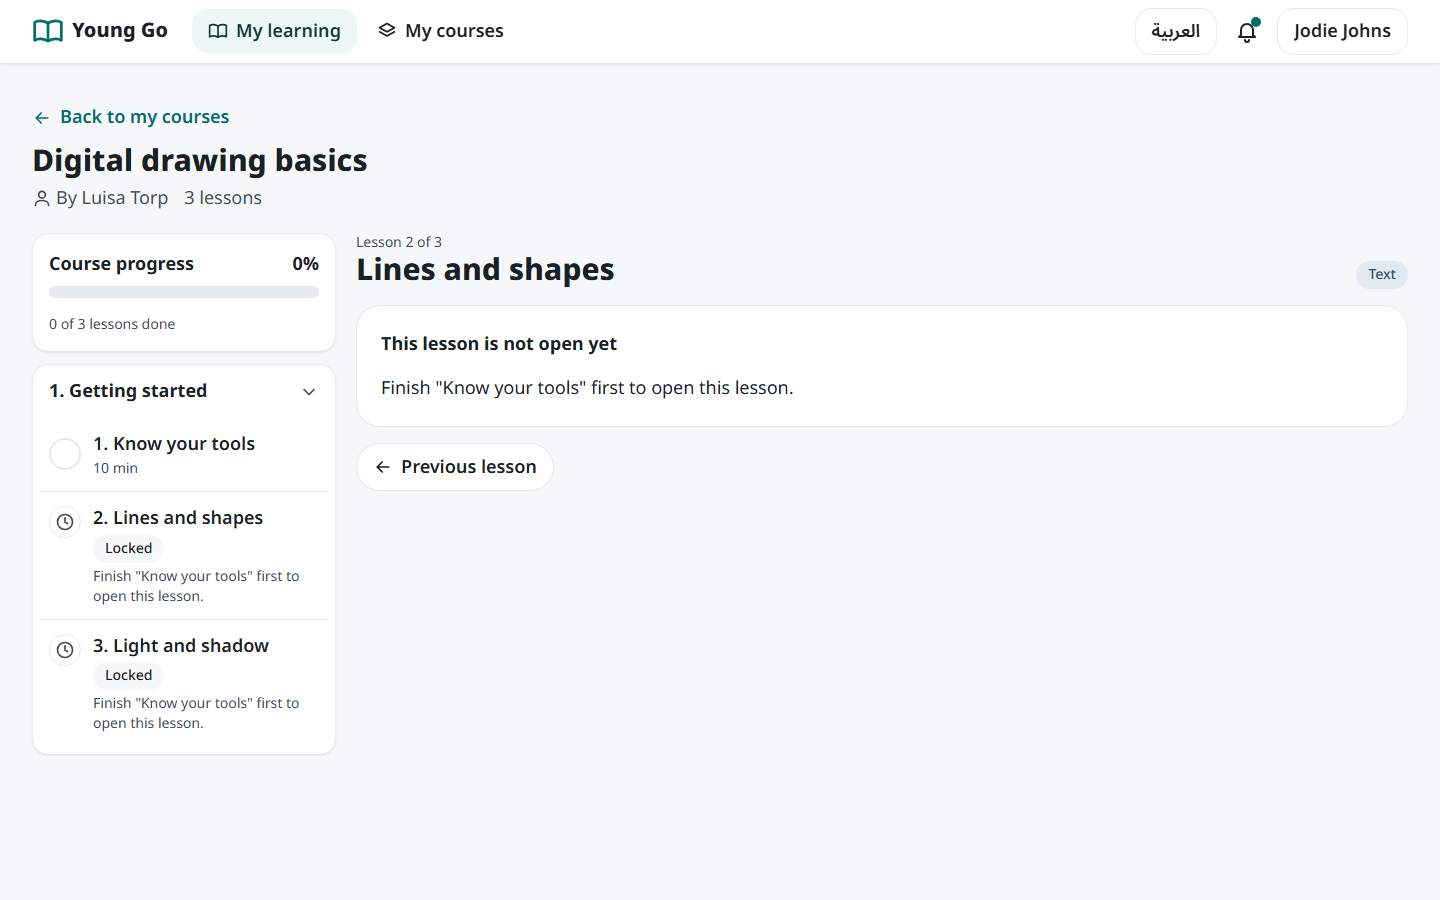 Young Go
My learning
My courses
العربية
Jodie Johns
Back to my courses
Digital drawing basics
By Luisa Torp 3 lessons
Course progress 0%
0 of 3 lessons done
1. Getting started
1. Know your tools
10 min
2. Lines and shapes
Locked
Finish "Know your tools" first to
open this lesson.
3. Light and shadow
Locked
Finish "Know your tools" first to
open this lesson.
Lesson 2 of 3
Lines and shapes
Text
This lesson is not open yet
Finish "Know your tools" first to open this lesson.
Previous lesson